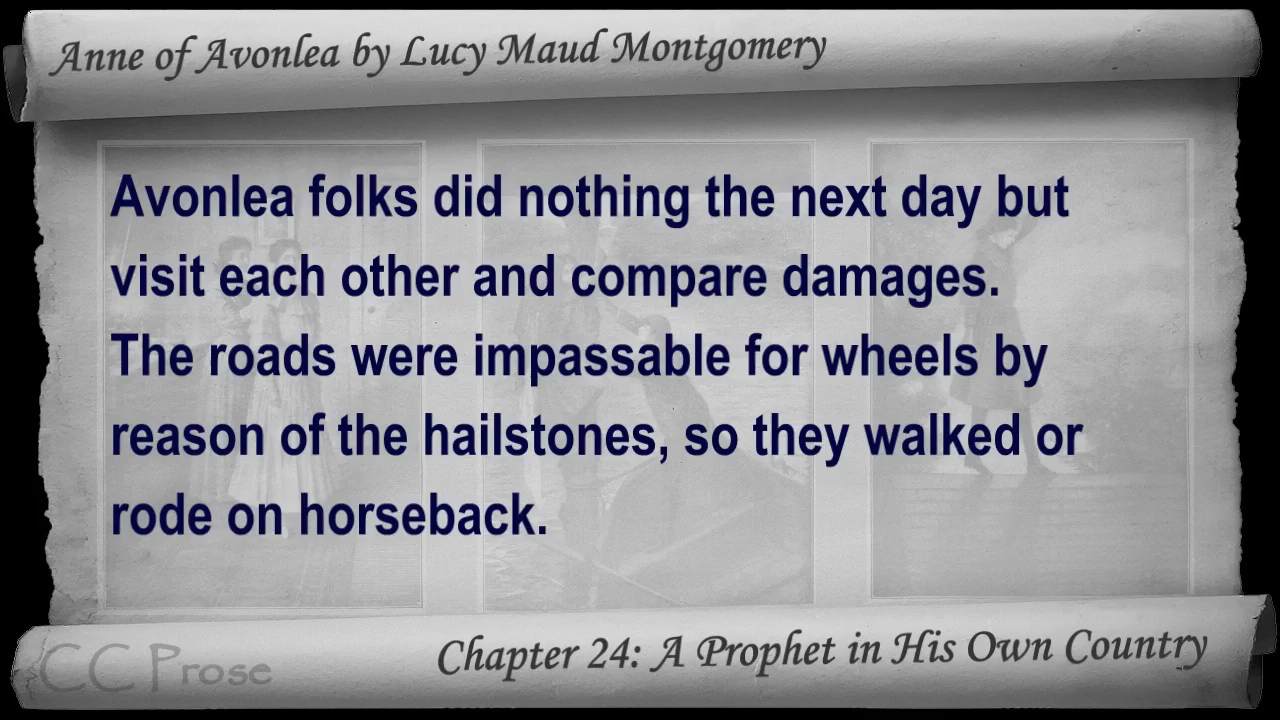 Anne of Avonlea by Lucy Maud Montgomery
Avonlea folks did nothing the next day but
visit each other and compare damages.
The roads were impassable for wheels by
reason of the hailstones, so they walked or
rode on horseback.
Chapter 24: A Prophet in His Own Country
CC Prose